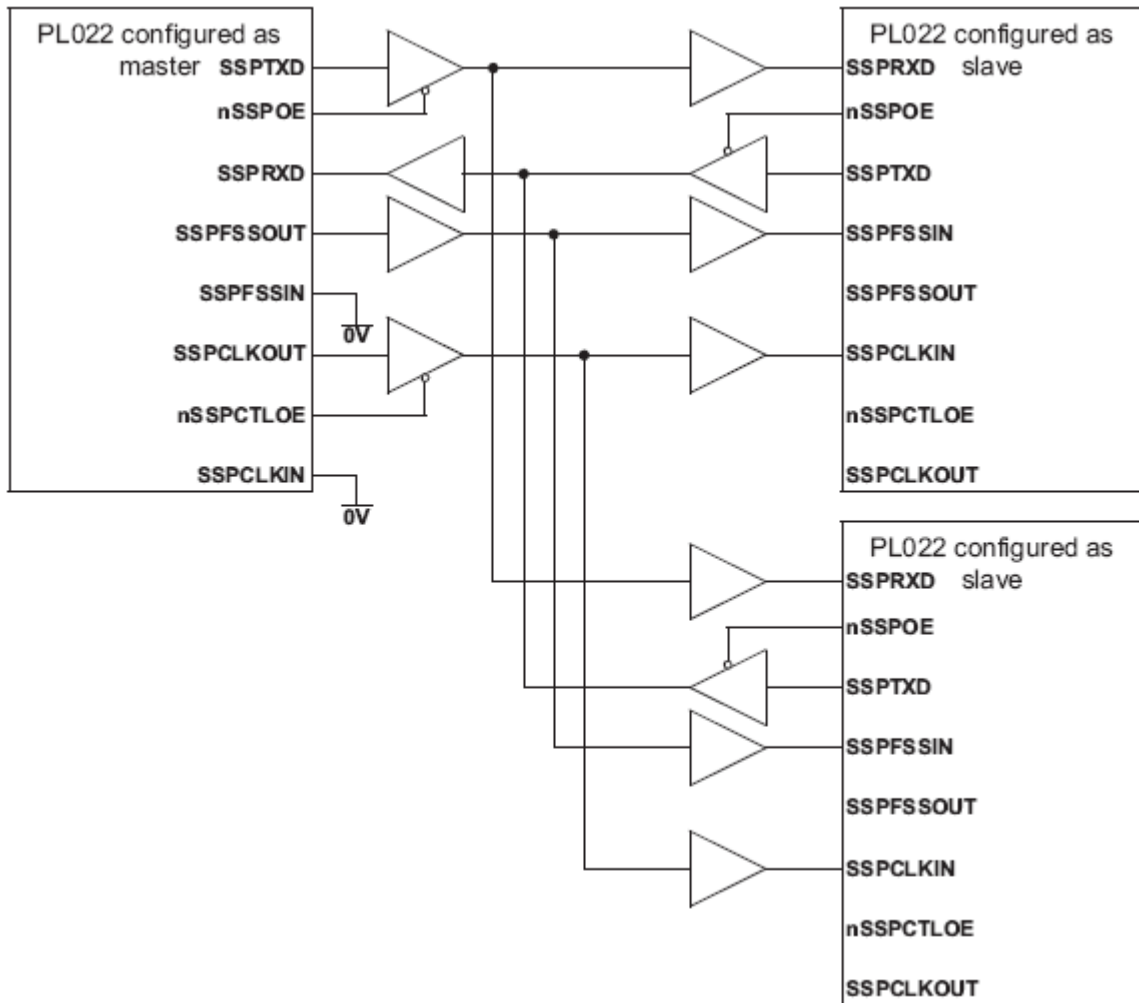 PL022 configured as
master SSPTXD
nSSPOE
SSPRXD
SSPFSSOUT
SSPFSSIN
0V
SSPCLKOUT
nSSPCTLOE
SSPCLKIN
0V
PL022 configured as
SSPRXD slave
nSSPOE
SSPTXD
SSPFSSIN
SSPFSSOUT
SSPCLKIN
nSSPCTLOE
SSPCLKOUT
PL022 configured as
SSPRXD slave
nSSPOE
SSPTXD
SSPFSSIN
SSPFSSOUT
SSPCLKIN
nSSPCTLOE
SSPCLKOUT